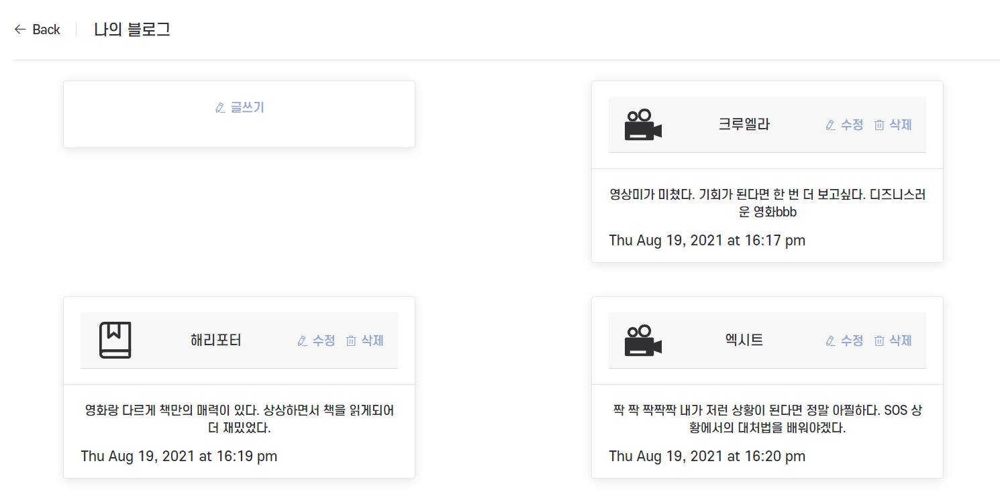 Back
나의 블로그
글쓰기
크루엘라
수정 삭제
영상미가 미쳤다. 기회가 된다면 한 번 더 보고싶다. 디즈니스러
운 영화bbb
Thu Aug 19, 2021 at 16:17 pm
해리포터
수정 삭제
영화랑 다르게 책만의 매력이 있다. 상상하면서 책을 읽게되어
더 재밌었다.
Thu Aug 19, 2021 at 16:19 pm
엑시트
수정 삭제
짝 짝 짝짝짝 내가 저런 상황이 된다면 정말 아찔하다. SOS 상
황에서의 대처법을 배워야겠다.
Thu Aug 19, 2021 at 16:20 pm